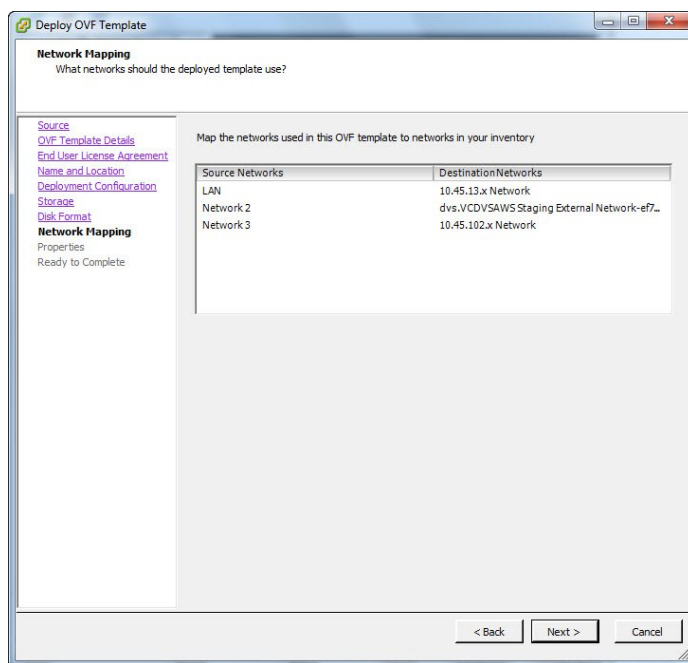 Deploy OVF Template
Network Mapping
What networks should the deployed template use?
Source
OVF Template Details
End User License Agreement
Name and Location
Deployment Configuration
Storage
Disk Format
Network Mapping
Properties
Ready to Complete
Map the networks used in this OVF template to networks in your inventory
Source Networks Destination Networks
LAN 10.45.13.x Network
Network 2 dvs.VCDVSAWS Staging External Network-ef7...
Network 3 10.45.102.x Network
< Back Next > Cancel